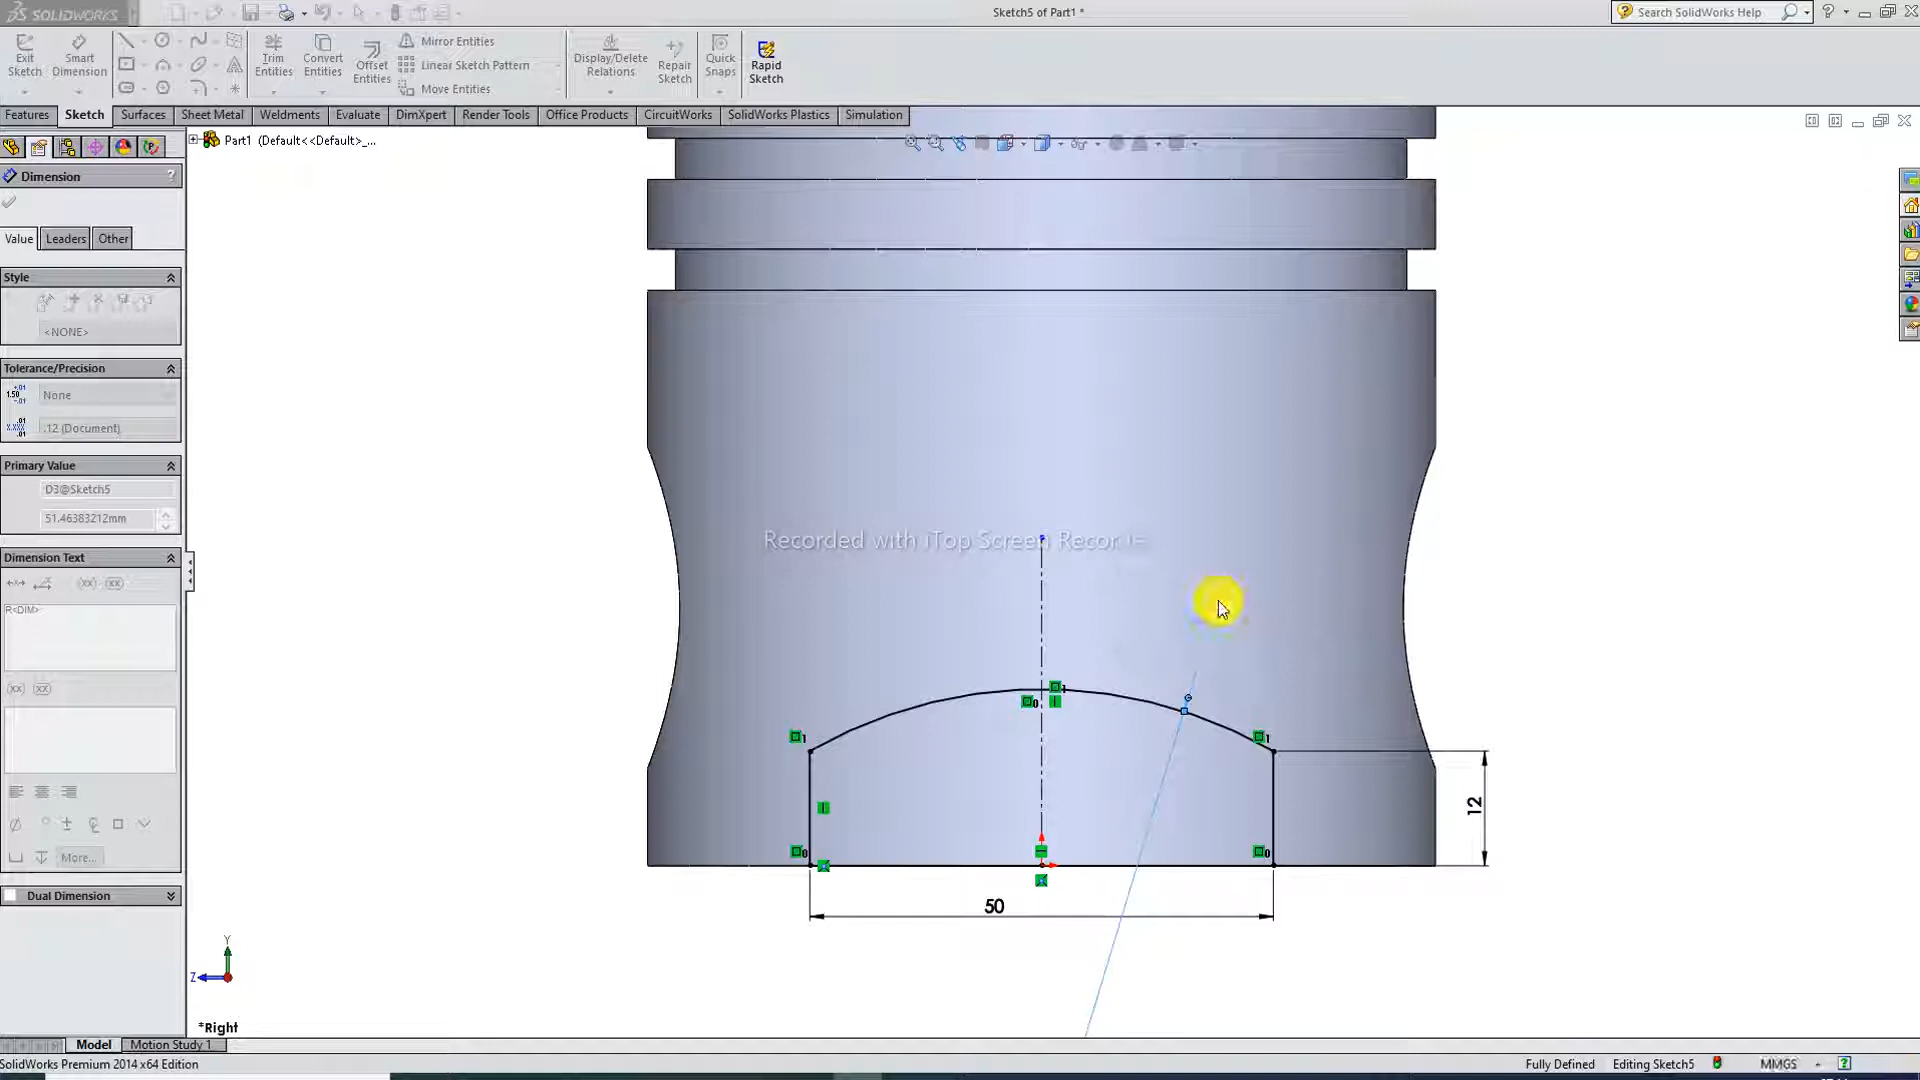 SOLIDWORKS
Sketch5 of Part1 *
Search SolidWorks Help
Exit Sketch
Smart Dimension
Trim Entities
Convert Entities
Offset Entities
Mirror Entities
Linear Sketch Pattern
Move Entities
Display/Delete Relations
Repair Sketch
Quick Snaps
Rapid Sketch
Features
Sketch
Surfaces
Sheet Metal
Weldments
Evaluate
DimXpert
Render Tools
Office Products
CircuitWorks
SolidWorks Plastics
Simulation
Part1 (Default<<Default>_...
Dimension
?
Value
Leaders
Other
Style
<NONE>
Tolerance/Precision
None
.12 (Document)
Primary Value
D3@Sketch5
51.46383212mm
Dimension Text
R<DIM>
More...
Dual Dimension
Recorded with iTop Screen Recor
12
50
Y
Z
*Right
Model
Motion Study 1
SolidWorks Premium 2014 x64 Edition
Fully Defined
Editing Sketch5
MMGS